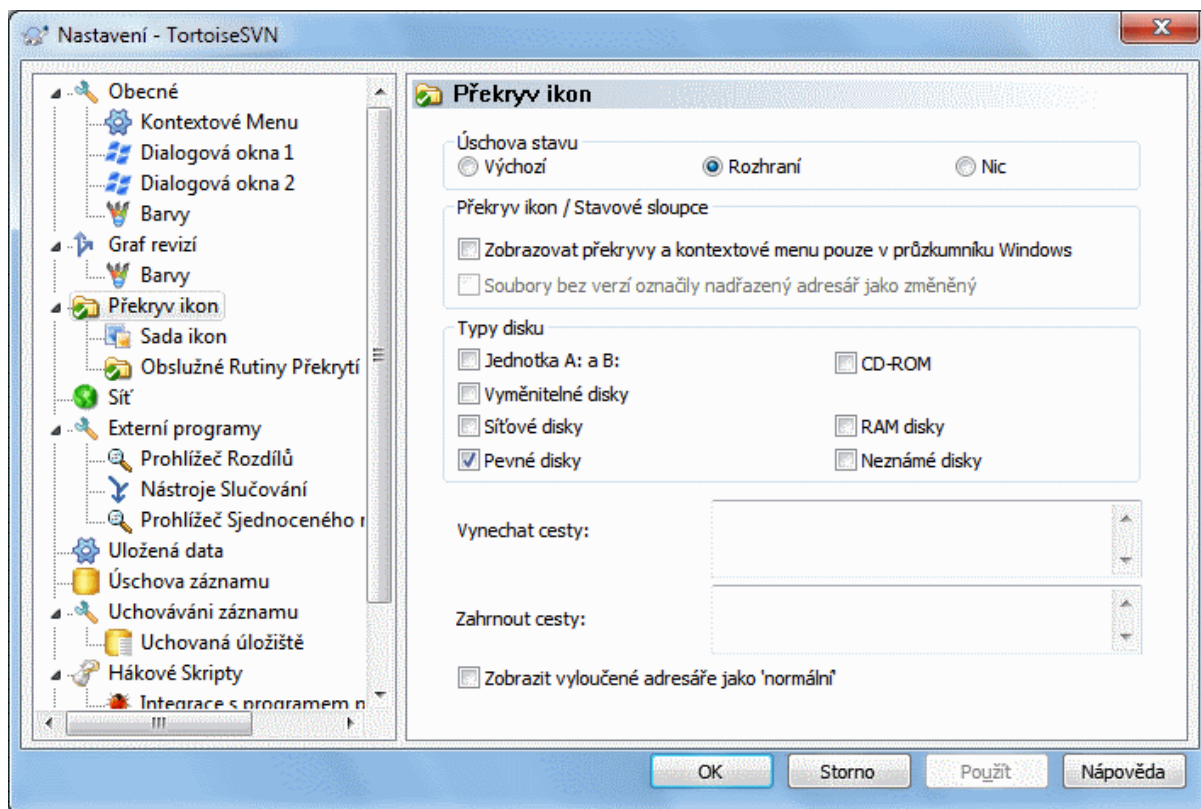 Nastavení - TortoiseSVN
Obecné
Kontextové Menu
Dialogová okna 1
Dialogová okna 2
Barvy
Graf revizí
Barvy
Překryv ikon
Sada ikon
Obslužné Rutiny Překrytí
Síť
Externí programy
Prohlížeč Rozdílů
Nástroje Slučování
Prohlížeč Sjednoceného r
Uložená data
Úschova záznamu
Uchováváni záznamu
Uchovaná úložiště
Hákové Skripty
Integrace s programem p
Překryv ikon
Úschova stavu
Výchozí Rozhraní Nic
Překryv ikon / Stavové sloupce
Zobrazovat překryvy a kontextové menu pouze v průzkumníku Windows
Soubory bez verzí označily nadřazený adresář jako změněný
Typy disku
Jednotka A: a B: CD-ROM
Vyměnitelné disky
Síťové disky RAM disky
Pevné disky Neznámé disky
Vynechat cesty:
Zahrnout cesty:
Zobrazit vyloučené adresáře jako 'normální'
OK Storno Použít Nápověda